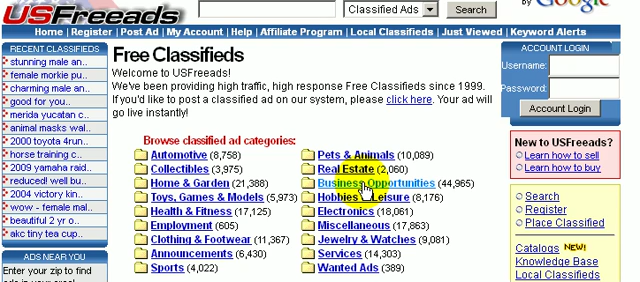 USFreeads
Classified Ads
Search
by Google
Home | Register | Post Ad | My Account | Help | Affiliate Program | Local Classifieds | Just Viewed | Keyword Alerts
RECENT CLASSIFIEDS
stunning male an..
female morkie pu..
charming male an..
good for you..
merida yucatan c..
animal masks wal..
2000 toyota 4run..
horse training c..
2009 yamaha raid..
reduced! well bu..
2004 victory kin..
wow - female mal..
beautiful 2 yr o..
akc tiny tea cup..
ADS NEAR YOU
Enter your zip to find
Free Classifieds
Welcome to USFreeads!
We've been providing high traffic, high response Free Classifieds since 1999.
If you'd like to post a classified ad on our system, please click here. Your ad will
go live instantly!
Browse classified ad categories:
Automotive (8,758)
Collectibles (3,975)
Home & Garden (21,388)
Toys, Games & Models (5,973)
Health & Fitness (17,125)
Employment (605)
Clothing & Footwear (11,367)
Announcements (6,430)
Sports (4,022)
Pets & Animals (10,089)
Real Estate (2,060)
Business Opportunities (44,965)
Hobbies & Leisure (8,176)
Electronics (18,061)
Miscellaneous (17,863)
Jewelry & Watches (9,081)
Services (14,303)
Wanted Ads (389)
ACCOUNT LOGIN
Username:
Password:
Account Login
New to USFreeads?
Learn how to sell
Learn how to buy
Search
Register
Place Classified
Catalogs NEW!
Knowledge Base
Local Classifieds